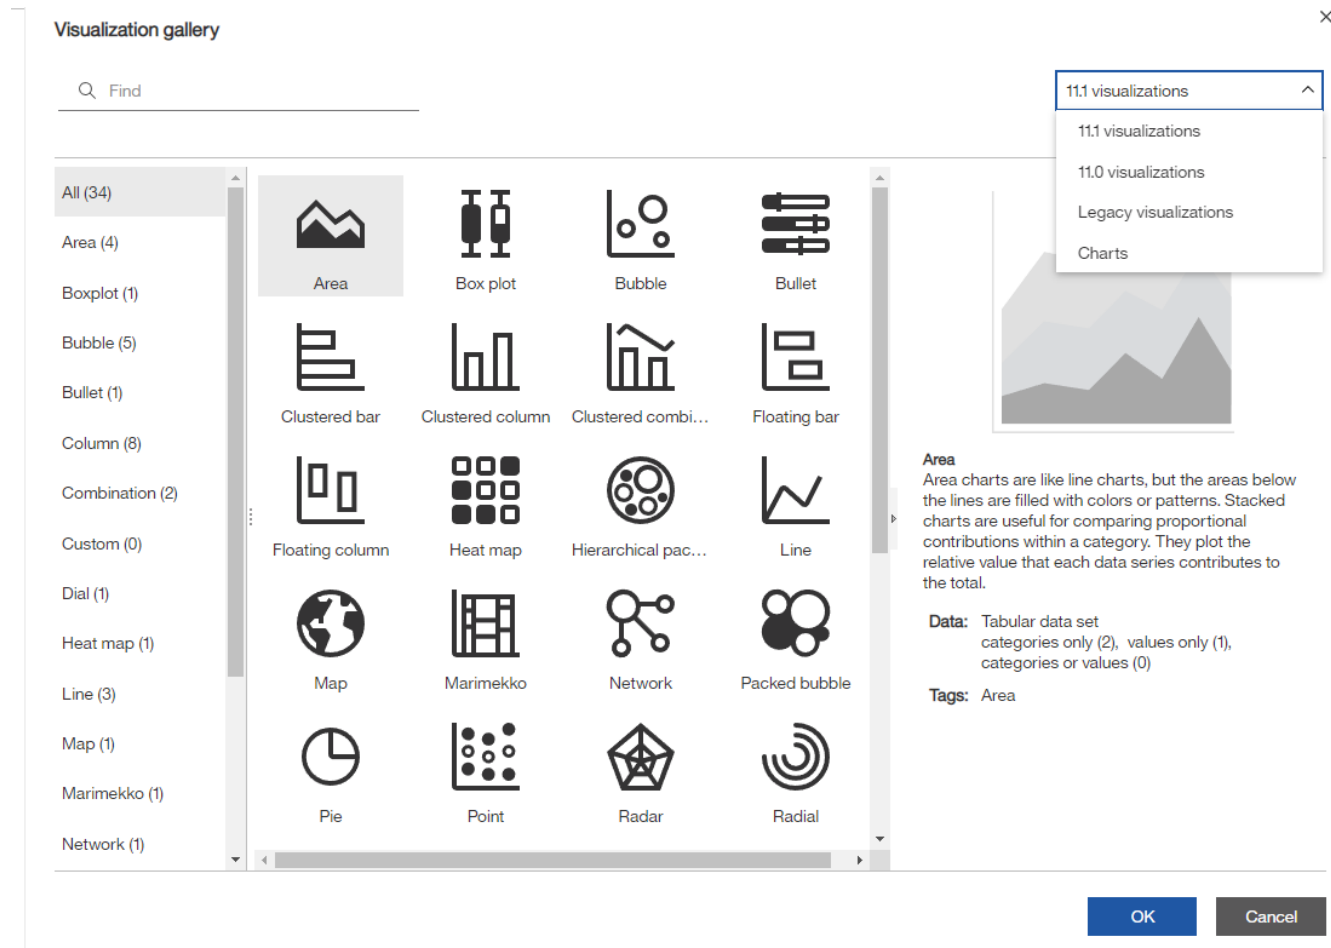 Visualization gallery
Find
11.1 visualizations
11.1 visualizations
11.0 visualizations
Legacy visualizations
Charts
All (34)
Area (4)
Boxplot (1)
Bubble (5)
Bullet (1)
Column (8)
Combination (2)
Custom (0)
Dial (1)
Heat map (1)
Line (3)
Map (1)
Marimekko (1)
Network (1)
Area
Box plot
Bubble
Bullet
Clustered bar
Clustered column
Clustered combi...
Floating bar
Floating column
Heat map
Hierarchical pac...
Line
Map
Marimekko
Network
Packed bubble
Pie
Point
Radar
Radial
Area
Area charts are like line charts, but the areas below
the lines are filled with colors or patterns. Stacked
charts are useful for comparing proportional
contributions within a category. They plot the
relative value that each data series contributes to
the total.
Data: Tabular data set
categories only (2), values only (1),
categories or values (0)
Tags: Area
OK
Cancel